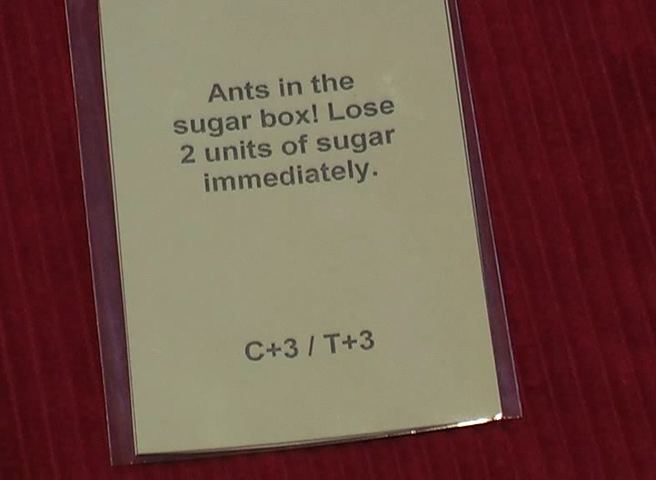 Ants in the
sugar box! Lose
2 units of sugar
immediately.
C+3 / T+3